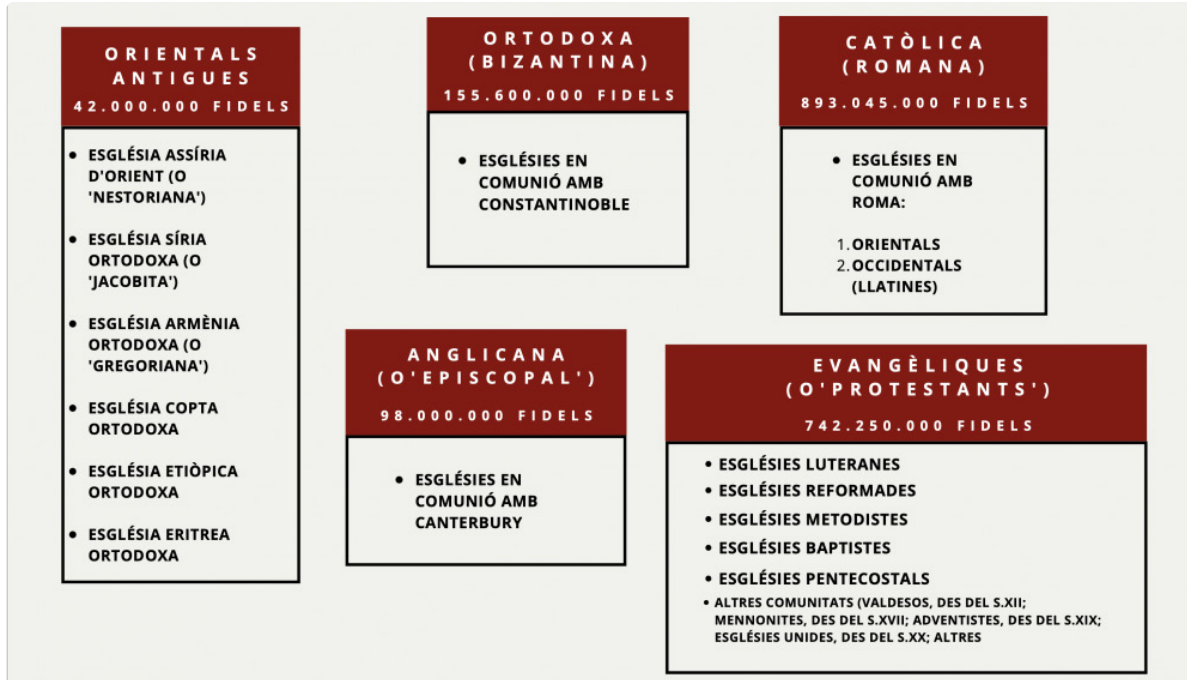 ORIENTALS
ANTIGUES
42.000.000 FIDELS
• ESGLÉSIA ASSÍRIA
D'ORIENT (O
'NESTORIANA')
• ESGLÉSIA SÍRIA
ORTODOXA (O
'JACOBITA')
• ESGLÉSIA ARMÈNIA
ORTODOXA (O
'GREGORIANA')
• ESGLÉSIA COPTA
ORTODOXA
• ESGLÉSIA ETIÒPICA
ORTODOXA
• ESGLÉSIA ERITREA
ORTODOXA
ORTODOXA
(BIZANTINA)
155.600.000 FIDELS
• ESGLÉSIES EN
COMUNIÓ AMB
CONSTANTINOBLE
CATÒLICA
(ROMANA)
893.045.000 FIDELS
• ESGLÉSIES EN
COMUNIÓ AMB
ROMA:
1. ORIENTALS
2. OCCIDENTALS
(LLATINES)
ANGLICANA
(O'EPISCOPAL')
98.000.000 FIDELS
• ESGLÉSIES EN
COMUNIÓ AMB
CANTERBURY
EVANGÈLIQUES
(O'PROTESTANTS')
742.250.000 FIDELS
• ESGLÉSIES LUTERANES
• ESGLÉSIES REFORMADES
• ESGLÉSIES METODISTES
• ESGLÉSIES BAPTISTES
• ESGLÉSIES PENTECOSTALS
• ALTRES COMUNITATS (VALDESOS, DES DEL S.XII;
MENNONITES, DES DEL S.XVII; ADVENTISTES, DES DEL S.XIX;
ESGLÉSIES UNIDES, DES DEL S.XX; ALTRES